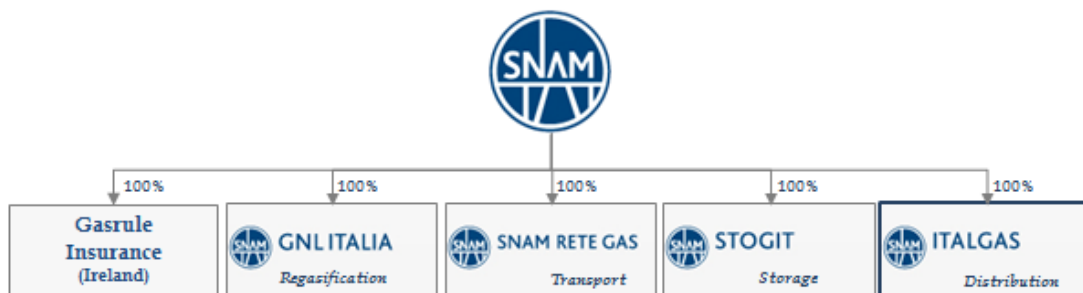 SNAM
100%
100%
100%
100%
100%
Gasrule
Insurance
(Ireland)
SNAM GNL ITALIA
Regasification
SNAM SNAM RETE GAS
Transport
SNAM STOGIT
Storage
SNAM ITALGAS
Distribution